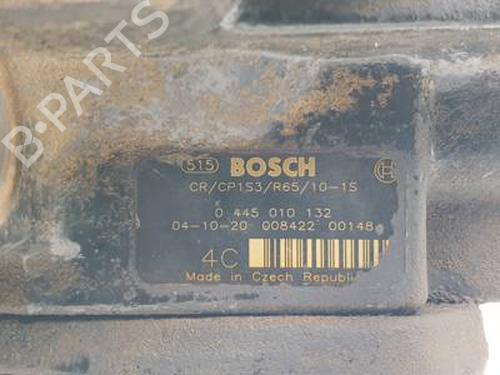 515 BOSCH
CR/CP1S3/R65/10-1S
0 445 010 132
04-10-20 008422 00148
4C
Made in Czech Republic
B-PARTS